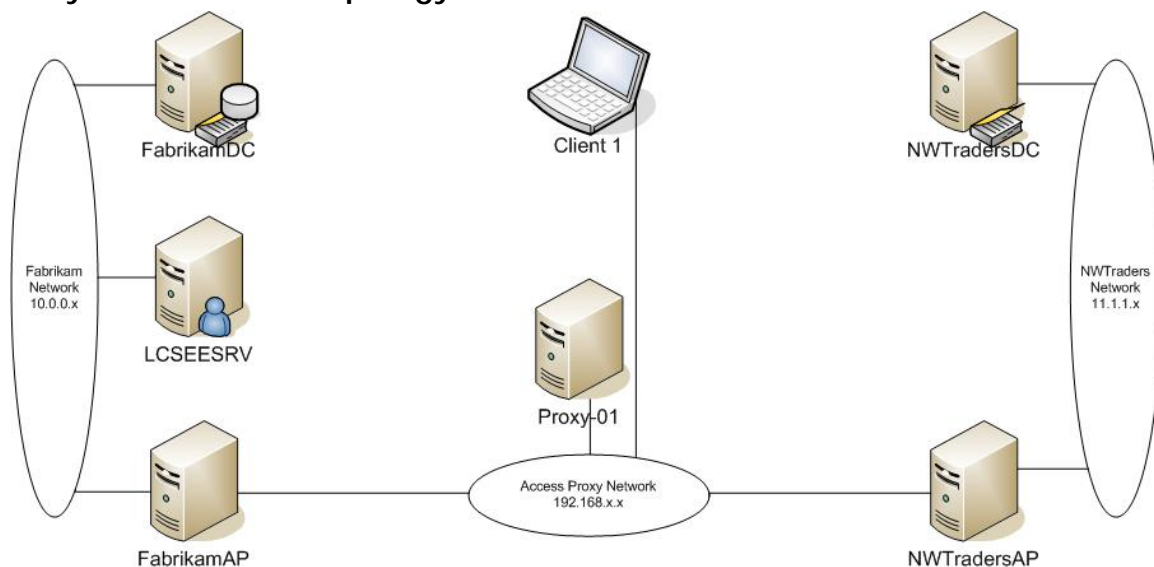 FabrikamDC
Client 1
NWTradersDC
Fabrikam
Network
10.0.0.x
NWTraders
Network
11.1.1.x
LCSEESRV
Proxy-01
Access Proxy Network
192.168.x.x
FabrikamAP
NWTradersAP